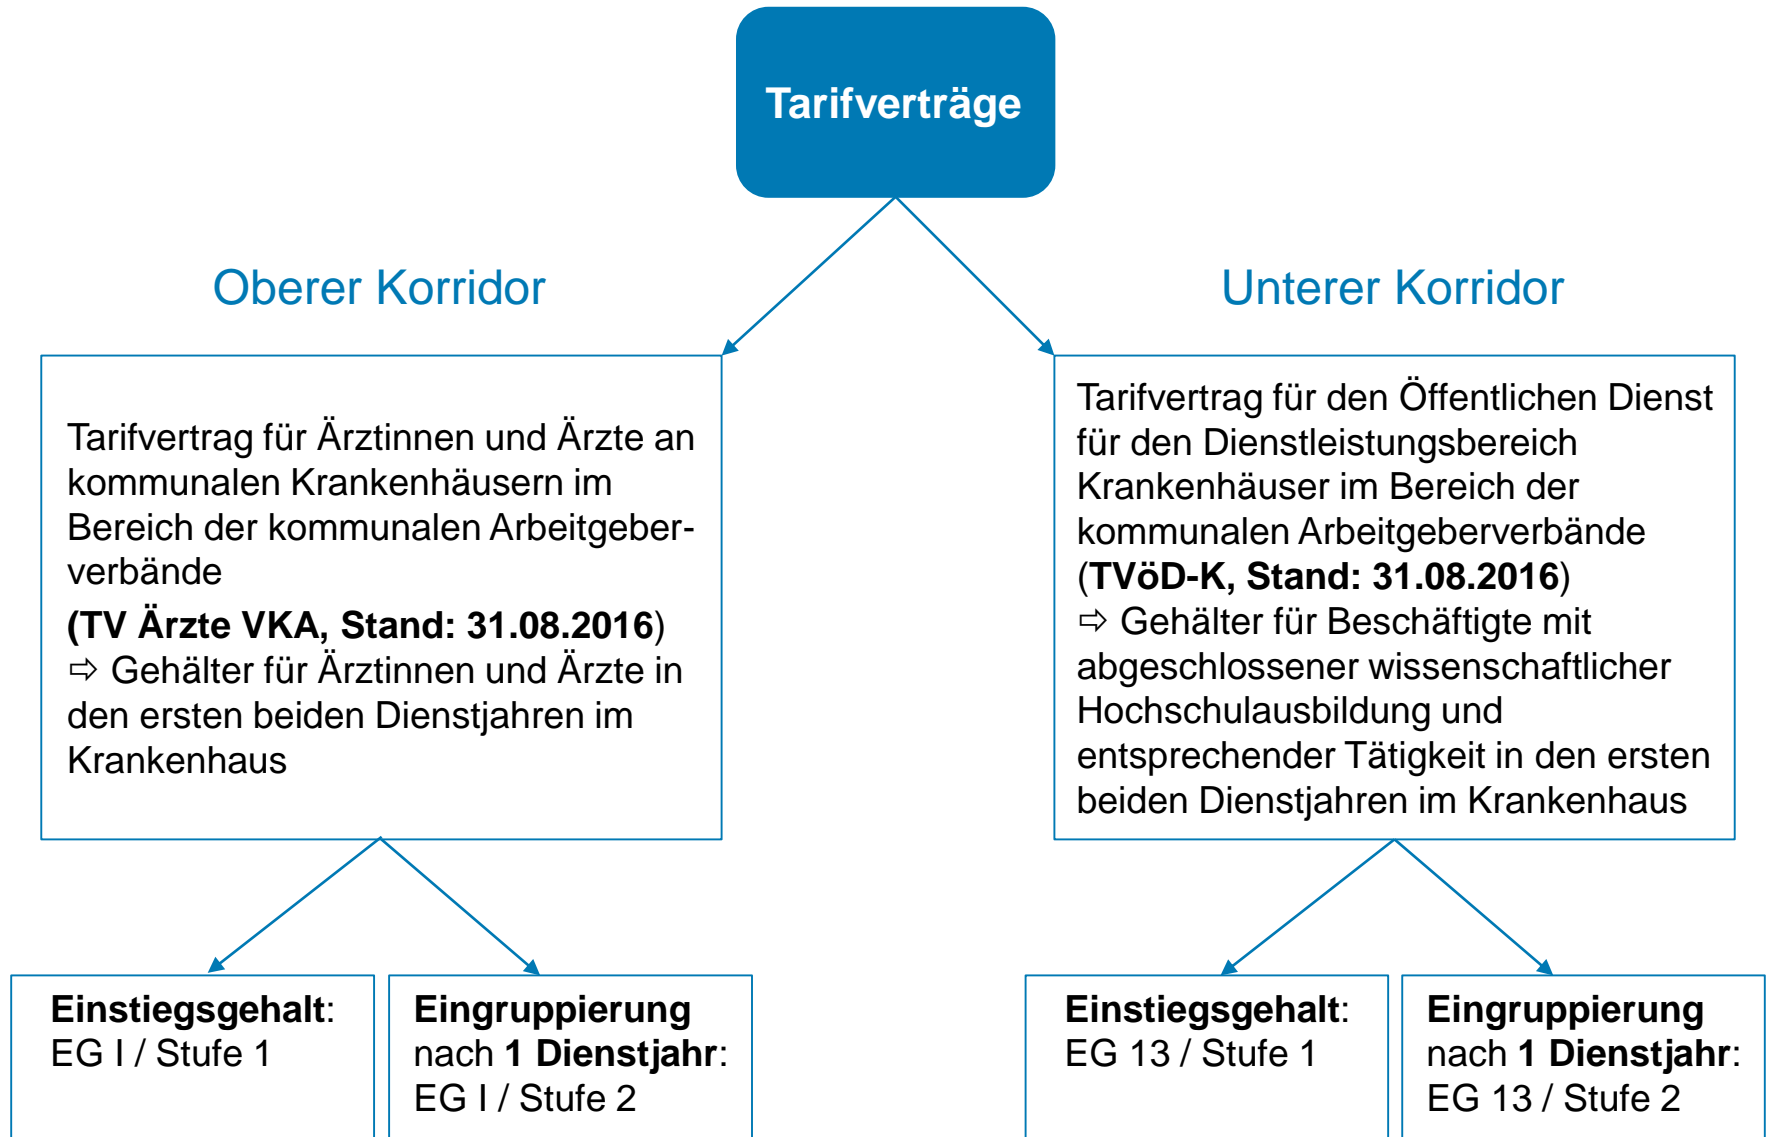 Tarifverträge
Oberer Korridor
Unterer Korridor
Tarifvertrag für Ärztinnen und Ärzte an
kommunalen Krankenhäusern im
Bereich der kommunalen Arbeitgeber-
verbände
(TV Ärzte VKA, Stand: 31.08.2016)
⇨ Gehälter für Ärztinnen und Ärzte in
den ersten beiden Dienstjahren im
Krankenhaus
Tarifvertrag für den Öffentlichen Dienst
für den Dienstleistungsbereich
Krankenhäuser im Bereich der
kommunalen Arbeitgeberverbände
(TVöD-K, Stand: 31.08.2016)
⇨ Gehälter für Beschäftigte mit
abgeschlossener wissenschaftlicher
Hochschulausbildung und
entsprechender Tätigkeit in den ersten
beiden Dienstjahren im Krankenhaus
Einstiegsgehalt:
EG I / Stufe 1
Eingruppierung
nach 1 Dienstjahr:
EG I / Stufe 2
Einstiegsgehalt:
EG 13 / Stufe 1
Eingruppierung
nach 1 Dienstjahr:
EG 13 / Stufe 2